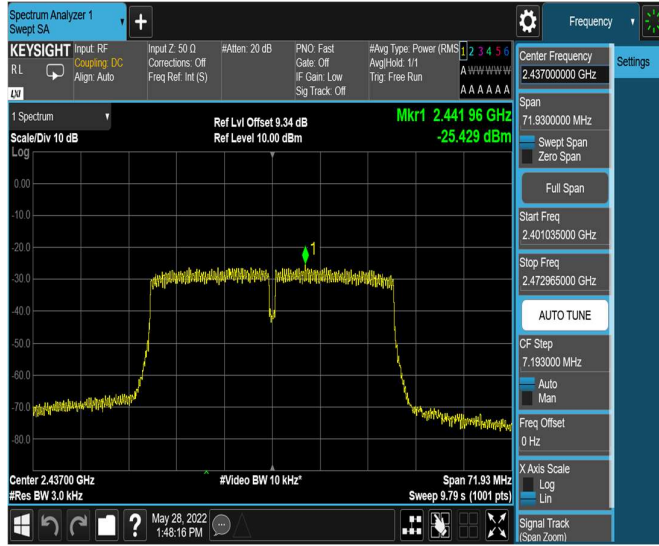 Spectrum Analyzer 1
Swept SA
+
Frequency
KEYSIGHT
Input: RF
Coupling: DC
Align: Auto
Input Z: 50 Ω
Corrections: Off
Freq Ref: Int (S)
#Atten: 20 dB
PNO: Fast
Gate: Off
IF Gain: Low
Sig Track: Off
#Avg Type: Power (RMS
Avg|Hold: 1/1
Trig: Free Run
1 2 3 4 5 6
A W W W W W
A A A A A A
R L
LXI
1 Spectrum
Scale/Div 10 dB
Log
Ref Lvl Offset 9.34 dB
Ref Level 10.00 dBm
Mkr1 2.441 96 GHz
-25.429 dBm
1
0.00
-10.0
-20.0
-30.0
-40.0
-50.0
-60.0
-70.0
-80.0
Center 2.43700 GHz
#Res BW 3.0 kHz
#Video BW 10 kHz*
Span 71.93 MHz
Sweep 9.79 s (1001 pts)
?
May 28, 2022
1:48:16 PM
Center Frequency
2.437000000 GHz
Span
71.9300000 MHz
Swept Span
Zero Span
Full Span
Start Freq
2.401035000 GHz
Stop Freq
2.472965000 GHz
AUTO TUNE
CF Step
7.193000 MHz
Auto
Man
Freq Offset
0 Hz
X Axis Scale
Log
Lin
Signal Track
(Span Zoom)
Settings